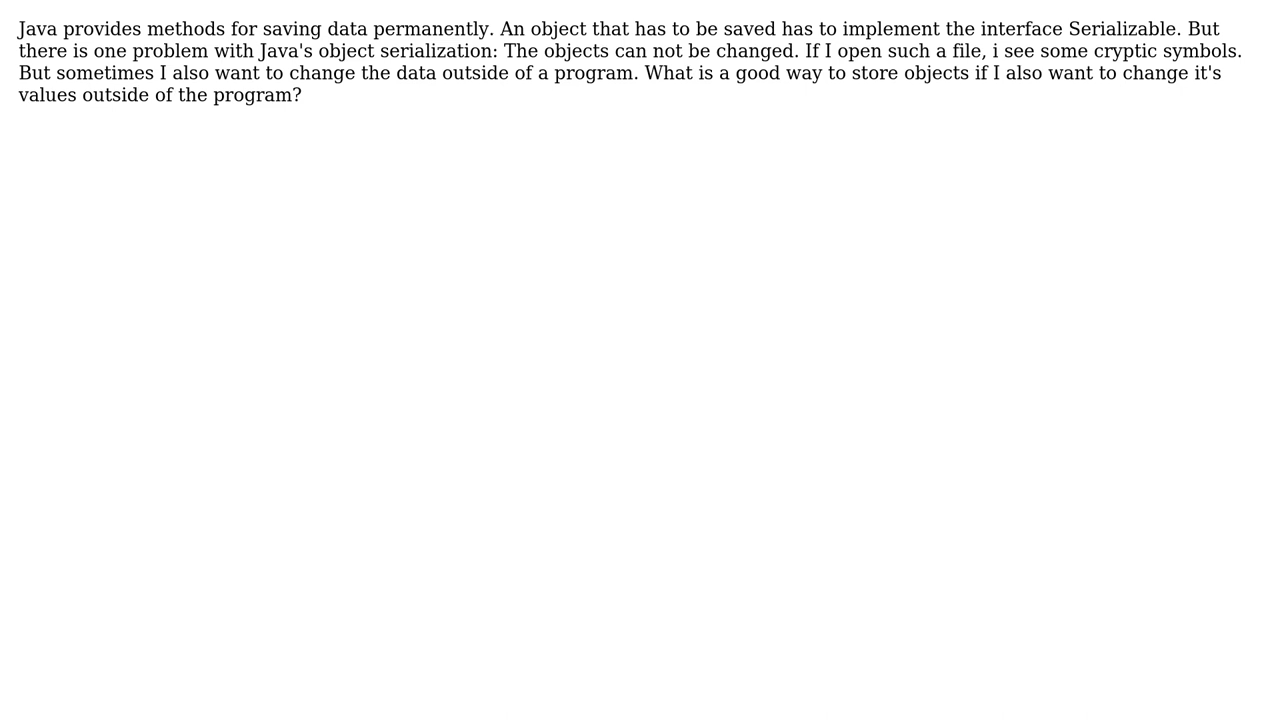 Java provides methods for saving data permanently. An object that has to be saved has to implement the interface Serializable. But
there is one problem with Java's object serialization: The objects can not be changed. If I open such a file, i see some cryptic symbols.
But sometimes I also want to change the data outside of a program. What is a good way to store objects if I also want to change it's
values outside of the program?